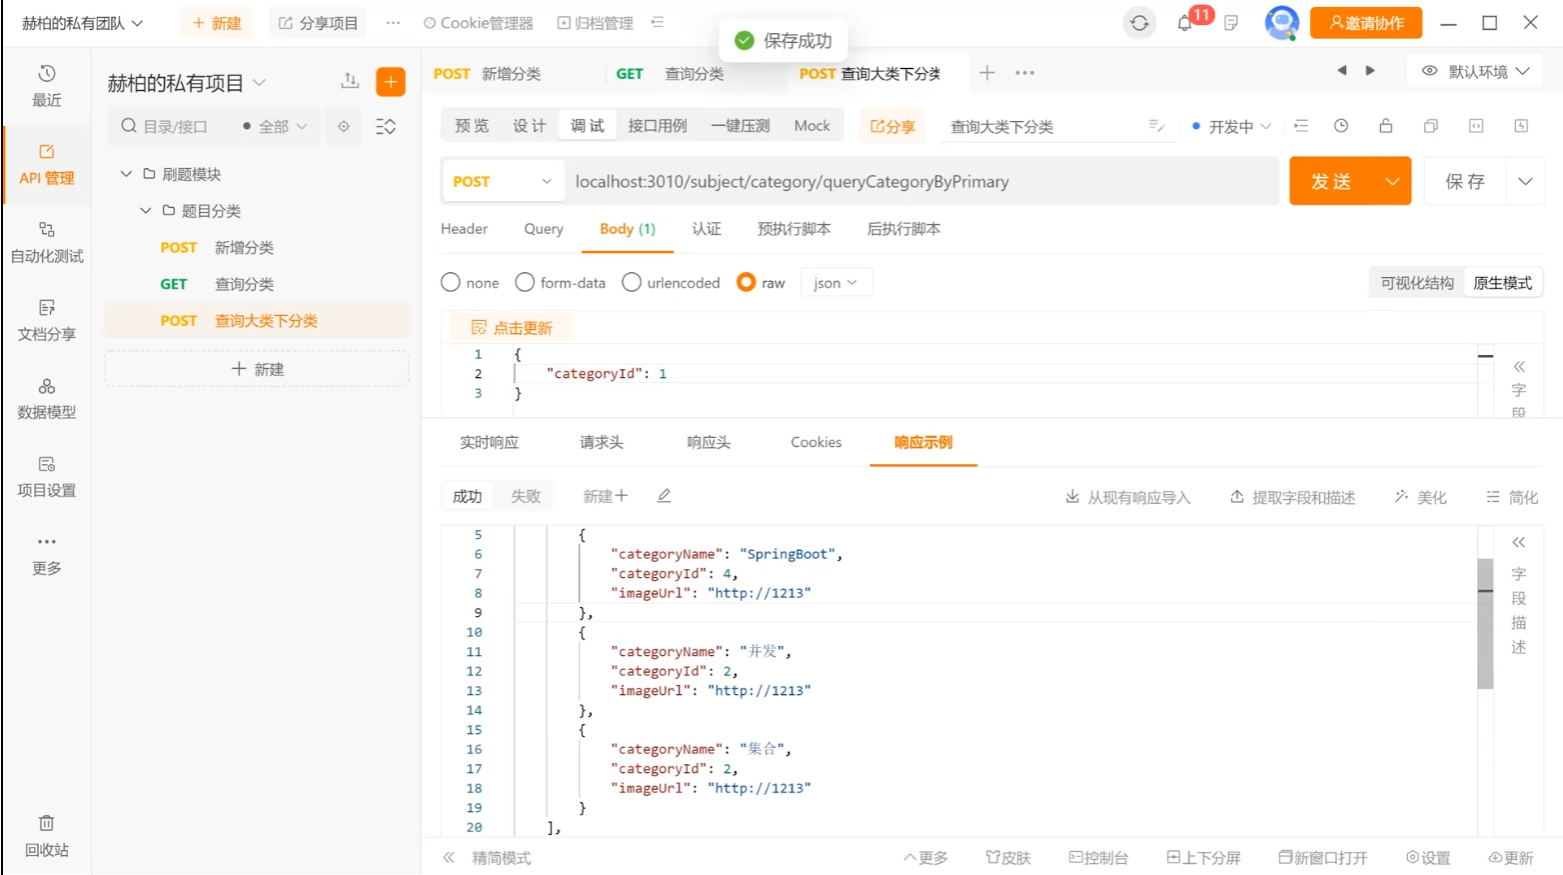 赫柏的私有团队
新建
分享项目
Cookie管理器
归档管理
保存成功
11
邀请协作
最近
API 管理
自动化测试
文档分享
数据模型
项目设置
更多
回收站
赫柏的私有项目
目录/接口
全部
刷题模块
题目分类
POST 新增分类
GET 查询分类
POST 查询大类下分类
新建
POST 新增分类
GET 查询分类
POST 查询大类下分类
默认环境
预览 设计 调试 接口用例 一键压测 Mock
分享
查询大类下分类
开发中
POST
localhost:3010/subject/category/queryCategoryByPrimary
发送
保存
Header Query Body (1) 认证 预执行脚本 后执行脚本
none form-data urlencoded raw json
可视化结构 原生模式
点击更新
1 {
2 "categoryId": 1
3 }
字段
实时响应 请求头 响应头 Cookies 响应示例
成功 失败 新建
从现有响应导入 提取字段和描述 美化 简化
5 {
6 "categoryName": "SpringBoot",
7 "categoryId": 4,
8 "imageUrl": "http://1213"
9 },
10 {
11 "categoryName": "并发",
12 "categoryId": 2,
13 "imageUrl": "http://1213"
14 },
15 {
16 "categoryName": "集合",
17 "categoryId": 2,
18 "imageUrl": "http://1213"
19 }
20 ],
字段描述
精简模式
更多 皮肤 控制台 上下分屏 新窗口打开 设置 更新